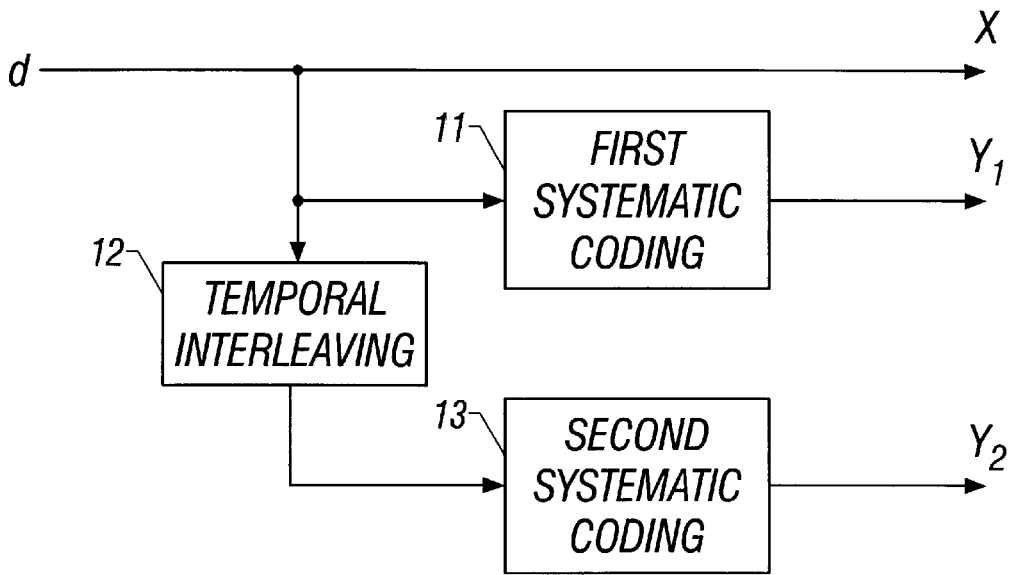 X
d
11
FIRST
SYSTEMATIC
CODING
Y1
12
TEMPORAL
INTERLEAVING
13
SECOND
SYSTEMATIC
CODING
Y2